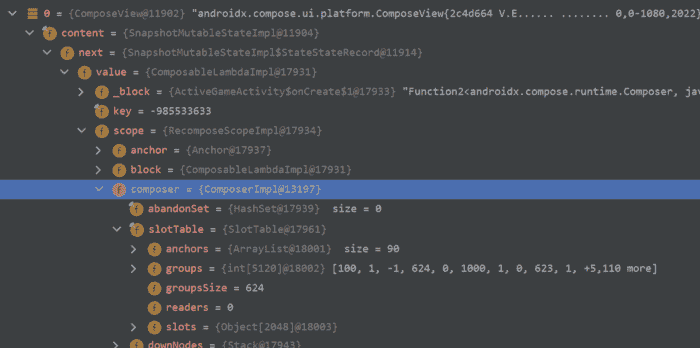 0 = {ComposeView@11902} "androidx.compose.ui.platform.ComposeView{2c4d664 V.E...... ........ 0,0-1080,2022}
content = {SnapshotMutableStateImpl@11904}
next = {SnapshotMutableStateImpl$StateStateRecord@11914}
value = {ComposableLambdaImpl@17931}
_block = {ActiveGameActivity$onCreate$1@17933} "Function2<androidx.compose.runtime.Composer, jav
key = -985533633
scope = {RecomposeScopeImpl@17934}
anchor = {Anchor@17937}
block = {ComposableLambdaImpl@17931}
composer = {ComposerImpl@13197}
abandonSet = {HashSet@17939} size = 0
slotTable = {SlotTable@17961}
anchors = {ArrayList@18001} size = 90
groups = {int[5120]@18002} [100, 1, -1, 624, 0, 1000, 1, 0, 623, 1, +5,110 more]
groupsSize = 624
readers = 0
slots = {Object[2048]@18003}
downNodes = {Stack@17943}